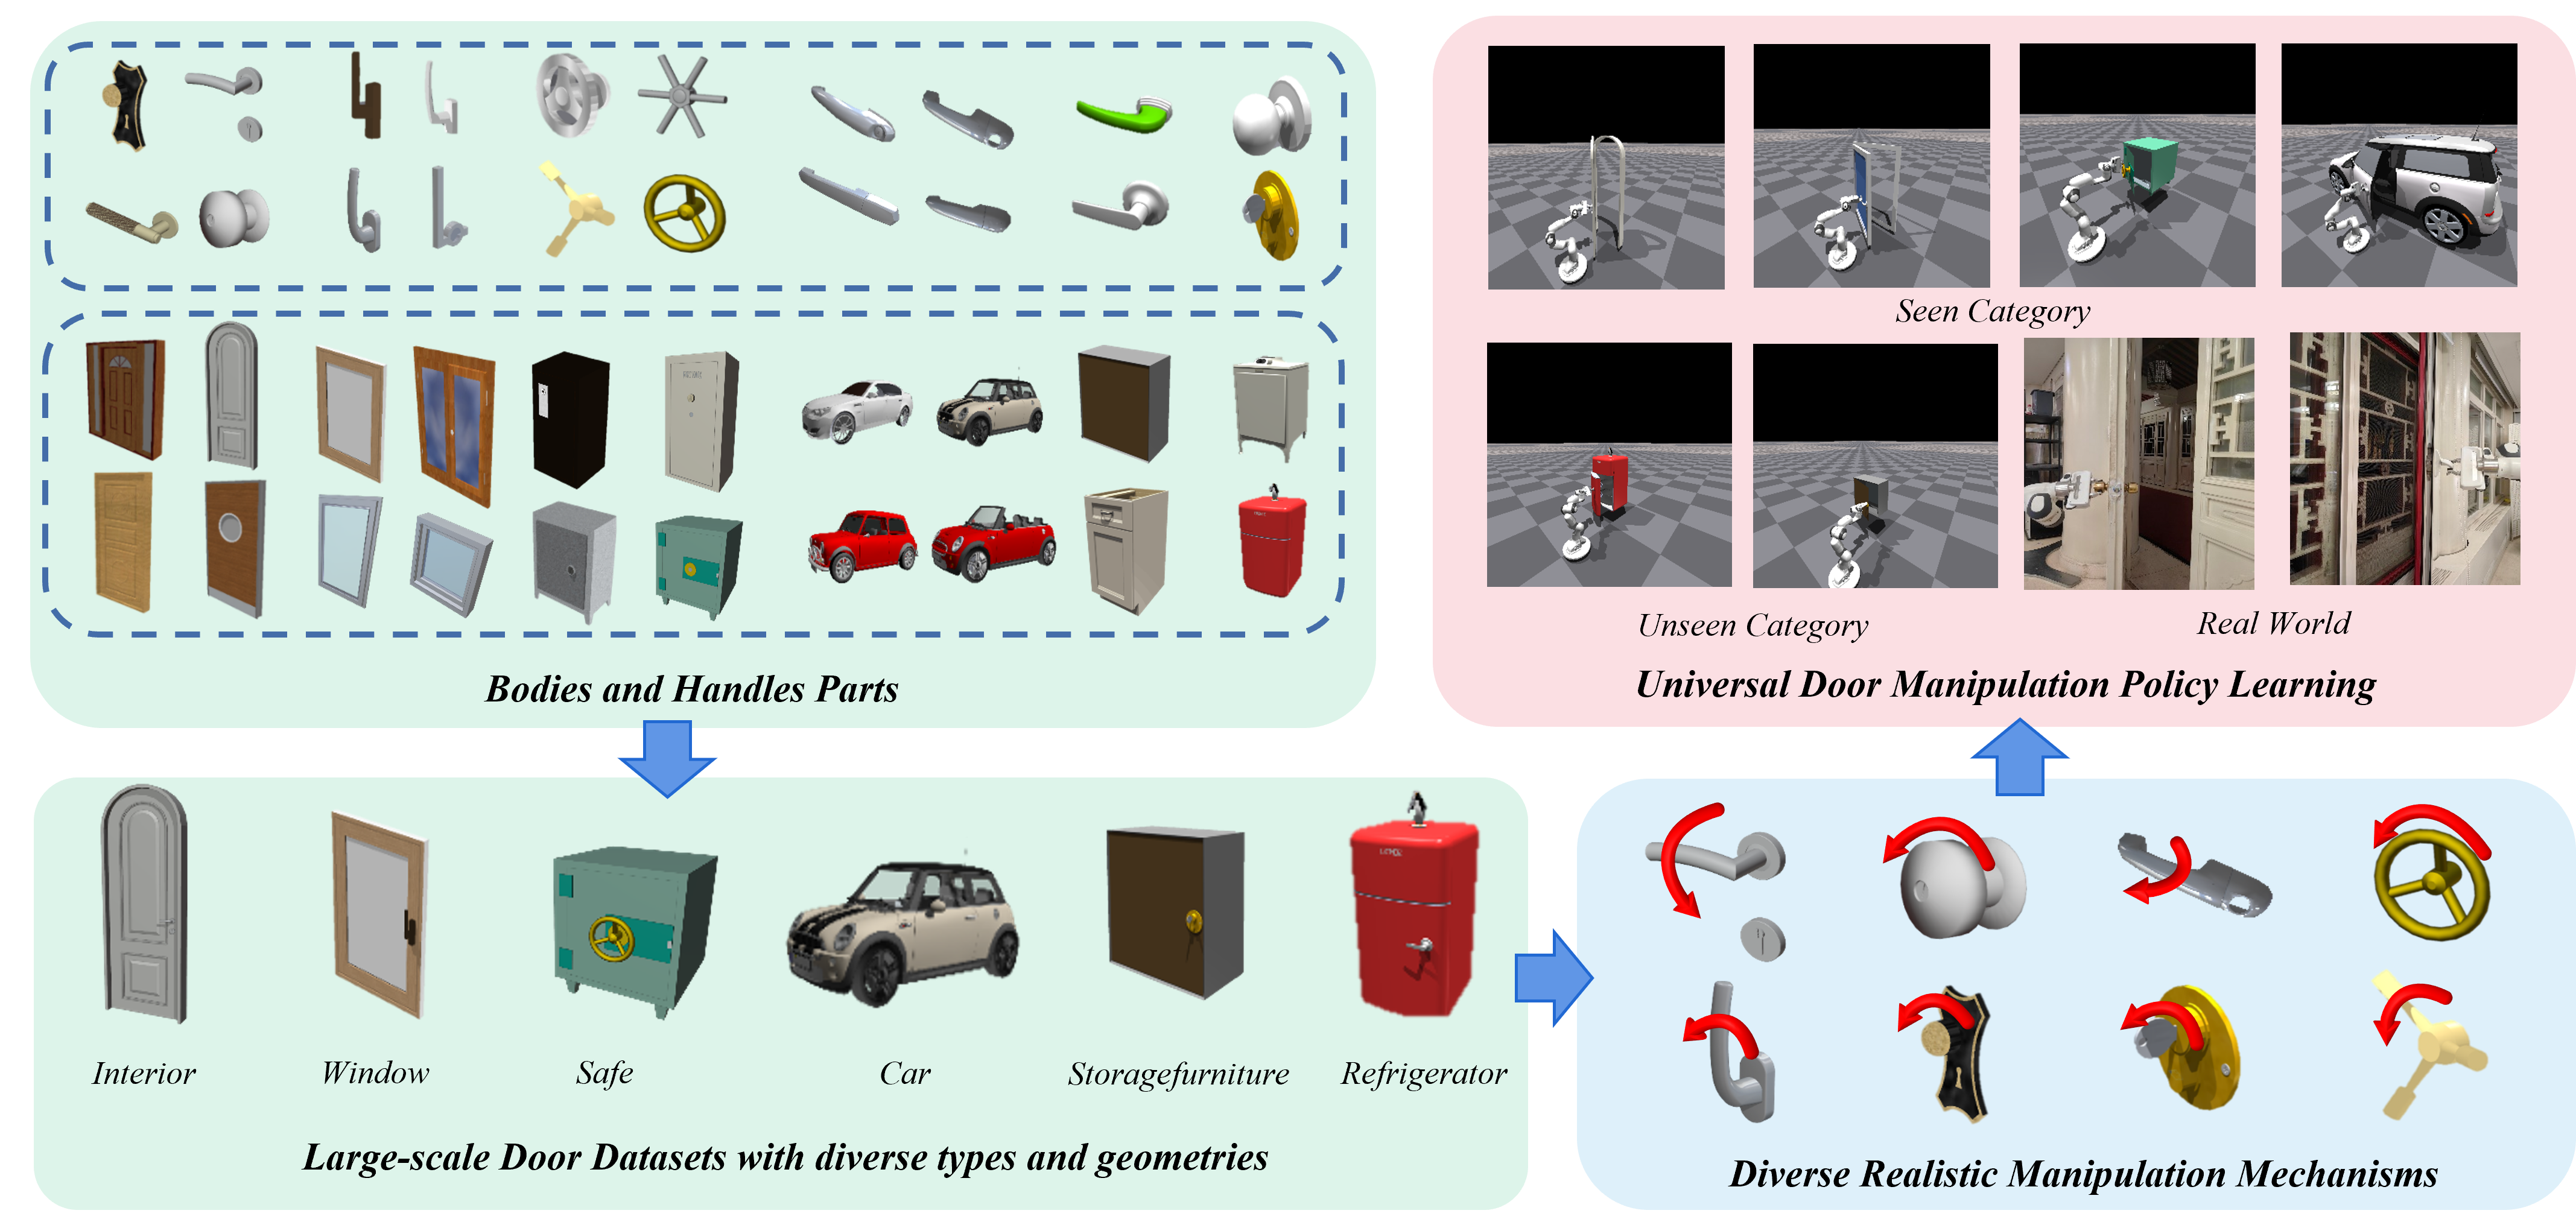 Seen Category
Unseen Category
Real World
Bodies and Handles Parts
Universal Door Manipulation Policy Learning
Interior
Window
Safe
Car
Storagefurniture
Refrigerator
Large-scale Door Datasets with diverse types and geometries
Diverse Realistic Manipulation Mechanisms